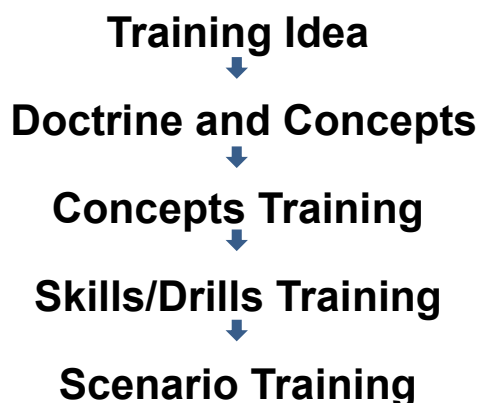 Training Idea
Doctrine and Concepts
Concepts Training
Skills/Drills Training
Scenario Training